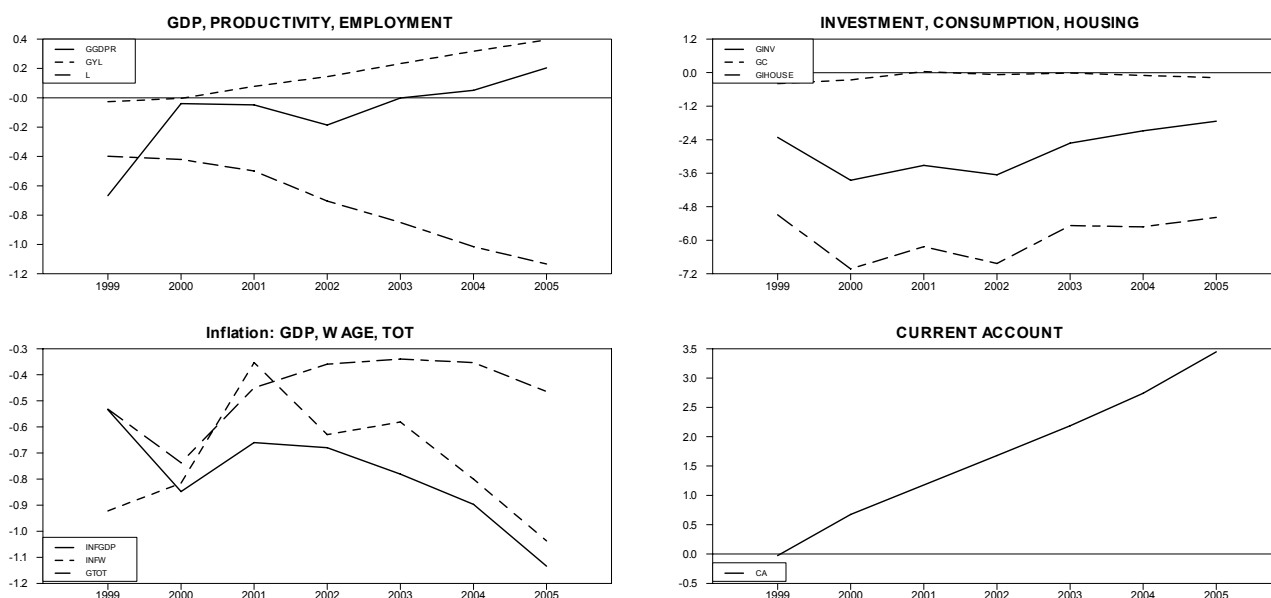 GDP, PRODUCTIVITY, EMPLOYMENT
0.4
0.2
-0.0
-0.2
-0.4
-0.6
-0.8
-1.0
-1.2
GGDPR
GYL
L
1999 2000 2001 2002 2003 2004 2005
INVESTMENT, CONSUMPTION, HOUSING
1.2
0.0
-1.2
-2.4
-3.6
-4.8
-6.0
-7.2
GINV
GC
GIHOUSE
1999 2000 2001 2002 2003 2004 2005
Inflation: GDP, WAGE, TOT
-0.3
-0.4
-0.5
-0.6
-0.7
-0.8
-0.9
-1.0
-1.1
-1.2
INFGDP
INFW
GTOT
1999 2000 2001 2002 2003 2004 2005
CURRENT ACCOUNT
3.5
3.0
2.5
2.0
1.5
1.0
0.5
0.0
-0.5
CA
1999 2000 2001 2002 2003 2004 2005